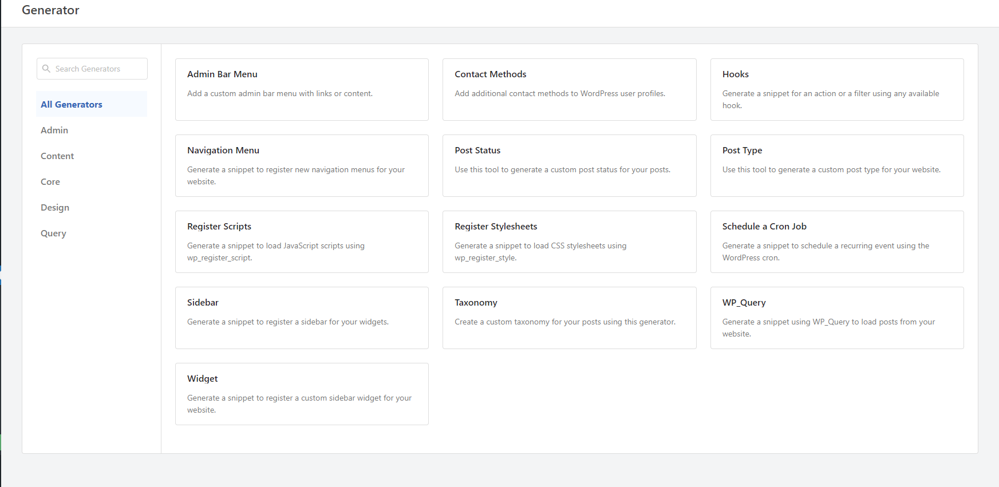 Generator
Search Generators
All Generators
Admin
Content
Core
Design
Query
Admin Bar Menu
Add a custom admin bar menu with links or content.
Contact Methods
Add additional contact methods to WordPress user profiles.
Hooks
Generate a snippet for an action or a filter using any available
hook.
Navigation Menu
Generate a snippet to register new navigation menus for your
website.
Post Status
Use this tool to generate a custom post status for your posts.
Post Type
Use this tool to generate a custom post type for your website.
Register Scripts
Generate a snippet to load JavaScript scripts using
wp_register_script.
Register Stylesheets
Generate a snippet to load CSS stylesheets using
wp_register_style.
Schedule a Cron Job
Generate a snippet to schedule a recurring event using the
WordPress cron.
Sidebar
Generate a snippet to register a sidebar for your widgets.
Taxonomy
Create a custom taxonomy for your posts using this generator.
WP_Query
Generate a snippet using WP_Query to load posts from your
website.
Widget
Generate a snippet to register a custom sidebar widget for your
website.